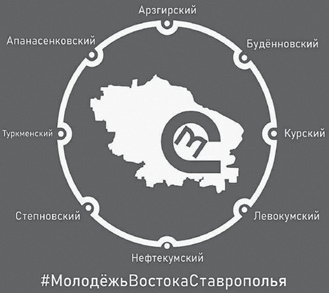 Арзгирский
Апанасенковский
Будённовский
Туркменский
Курский
Степновский
Левокумский
Нефтекумский
#МолодёжьВостокаСтаврополья